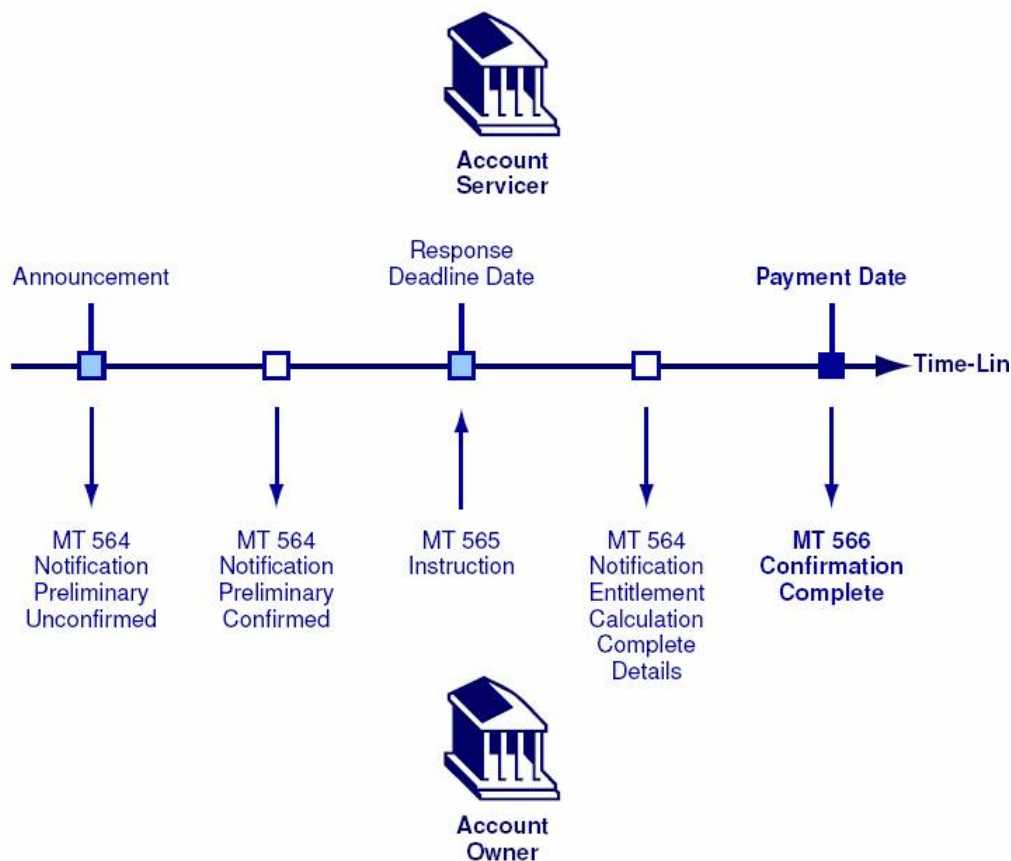 Account
Servicer
Announcement
Response
Deadline Date
Payment Date
Time-Lin
MT 564
Notification
Preliminary
Unconfirmed
MT 564
Notification
Preliminary
Confirmed
MT 565
Instruction
MT 564
Notification
Entitlement
Calculation
Complete
Details
MT 566
Confirmation
Complete
Account
Owner